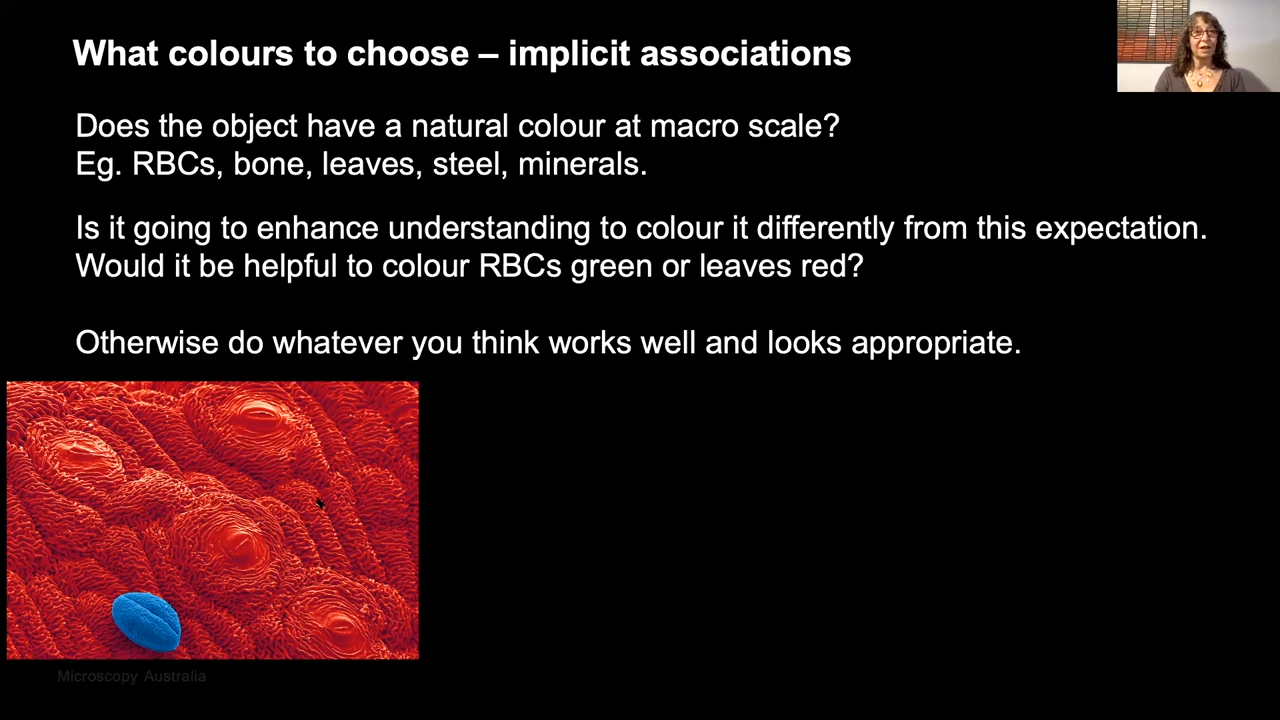 What colours to choose – implicit associations
Does the object have a natural colour at macro scale?
Eg. RBCs, bone, leaves, steel, minerals.
Is it going to enhance understanding to colour it differently from this expectation.
Would it be helpful to colour RBCs green or leaves red?
Otherwise do whatever you think works well and looks appropriate.
Microscopy Australia